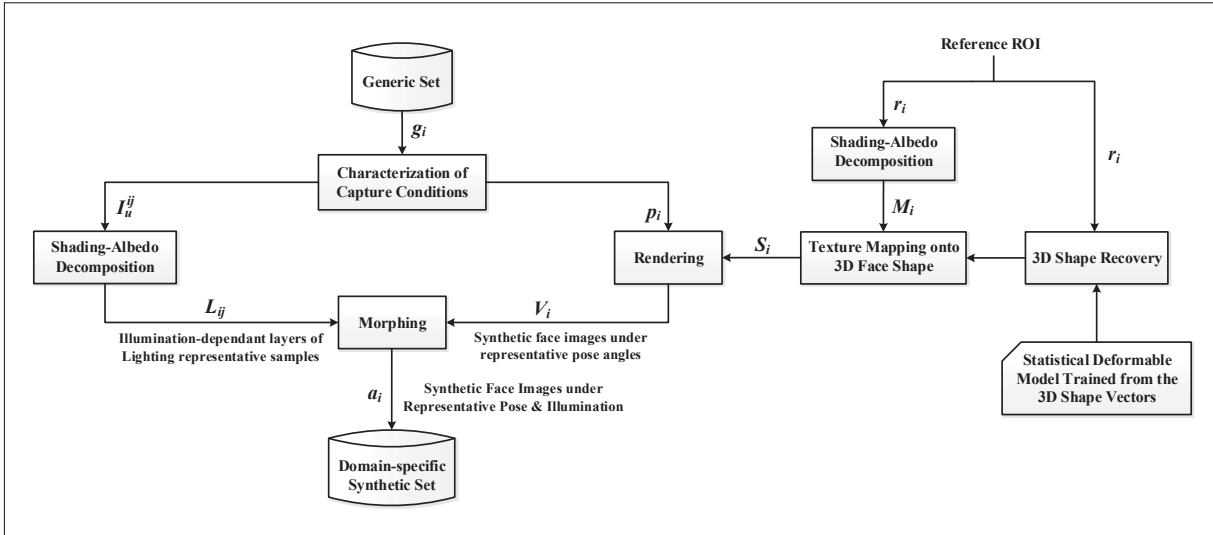 Reference ROI
Generic Set
g_i
r_i
Shading-Albedo
Decomposition
r_i
Characterization of
Capture Conditions
I_u^{ij}
p_i
M_i
Shading-Albedo
Decomposition
Rendering
S_i
Texture Mapping onto
3D Face Shape
3D Shape Recovery
L_{ij}
Illumination-dependant layers of
Lighting representative samples
Morphing
V_i
Synthetic face images under
representative pose angles
Statistical Deformable
Model Trained from the
3D Shape Vectors
a_i
Synthetic Face Images under
Representative Pose & Illumination
Domain-specific
Synthetic Set